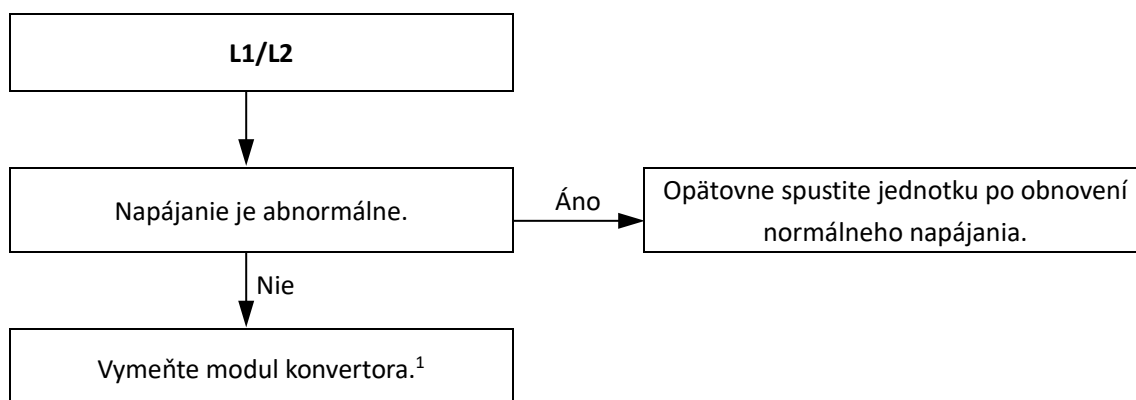 L1/L2
Napájanie je abnormálne.
Áno
Opätovne spustite jednotku po obnovení
normálneho napájania.
Nie
Vymeňte modul konvertora.¹